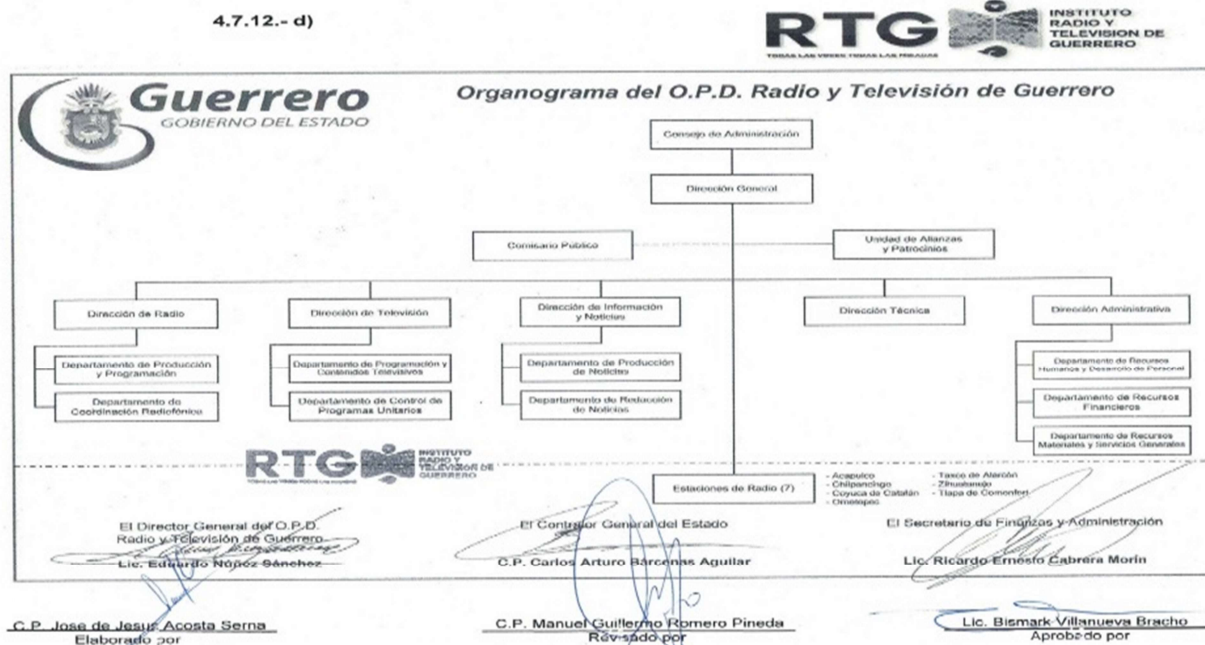 4.7.12.- d)
RTG
INSTITUTO
RADIO Y
TELEVISION DE
GUERRERO
TODAS LAS VOCES TODAS LAS MIRADAS
Guerrero
GOBIERNO DEL ESTADO
Organograma del O.P.D. Radio y Televisión de Guerrero
Consejo de Administración
Dirección General
Comisario Público
Unidad de Alianzas
y Patrocinios
Dirección de Radio
Dirección de Televisión
Dirección de Información
y Noticias
Dirección Técnica
Dirección Administrativa
Departamento de Producción
y Programación
Departamento de
Coordinación Radiofónica
Departamento de Programación y
Contenidos Televisivos
Departamento de Control de
Programas Unitarios
Departamento de Producción
de Noticias
Departamento de Redacción
de Noticias
Departamento de Recursos
Humanos y Desarrollo de Personal
Departamento de Recursos
Financieros
Departamento de Recursos
Materiales y Servicios Generales
RTG
INSTITUTO
RADIO Y
TELEVISION DE
GUERRERO
Estaciones de Radio (7)
- Acapulco
- Chilpancingo
- Coyuca de Catalán
- Ometepec
- Taxco de Alarcón
- Zihuatanejo
- Tlapa de Comonfort
El Director General del O.P.D.
Radio y Televisión de Guerrero
Lic. Eduardo Núñez Sánchez
El Contralor General del Estado
C.P. Carlos Arturo Bárcenas Aguilar
El Secretario de Finanzas y Administración
Lic. Ricardo Ernesto Cabrera Morín
C.P. Jose de Jesus Acosta Serna
Elaborado por
C.P. Manuel Guillermo Romero Pineda
Revisado por
Lic. Bismark Villanueva Bracho
Aprobado por